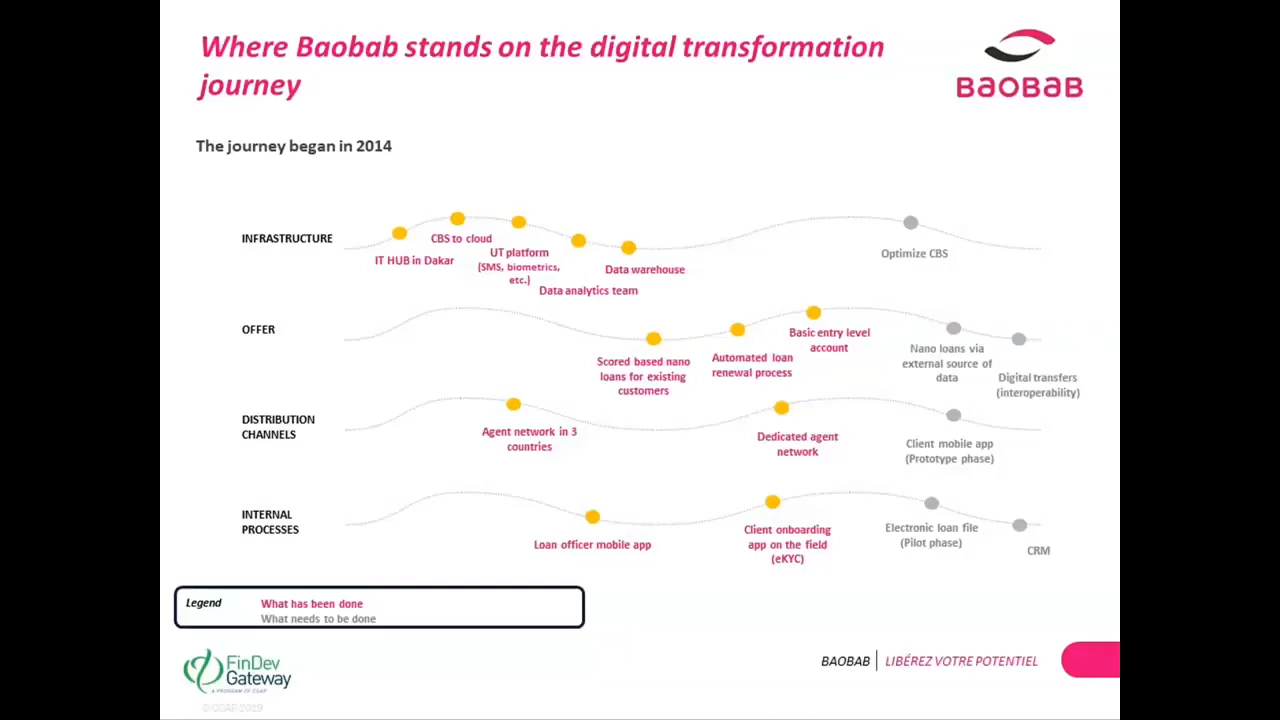 Where Baobab stands on the digital transformation
journey
BAOBAB
The journey began in 2014
INFRASTRUCTURE
IT HUB in Dakar
CBS to cloud
UT platform
(SMS, biometrics,
etc.)
Data analytics team
Data warehouse
Optimize CBS
OFFER
Scored based nano
loans for existing
customers
Automated loan
renewal process
Basic entry level
account
Nano loans via
external source of
data
Digital transfers
(interoperability)
DISTRIBUTION
CHANNELS
Agent network in 3
countries
Dedicated agent
network
Client mobile app
(Prototype phase)
INTERNAL
PROCESSES
Loan officer mobile app
Client onboarding
app on the field
(eKYC)
Electronic loan file
(Pilot phase)
CRM
Legend
What has been done
What needs to be done
FinDev
Gateway
A PROGRAM OF CGAP
© CGAP 2019
BAOBAB | LIBÉREZ VOTRE POTENTIEL